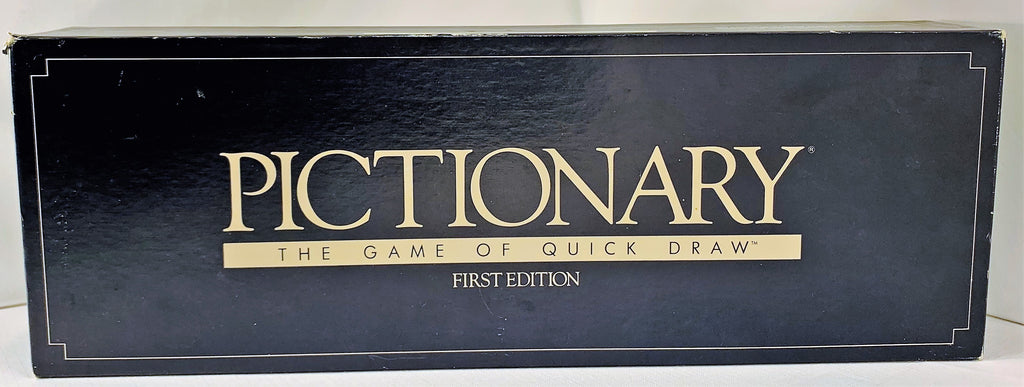 PICTIONARY®
THE GAME OF QUICK DRAW™
FIRST EDITION